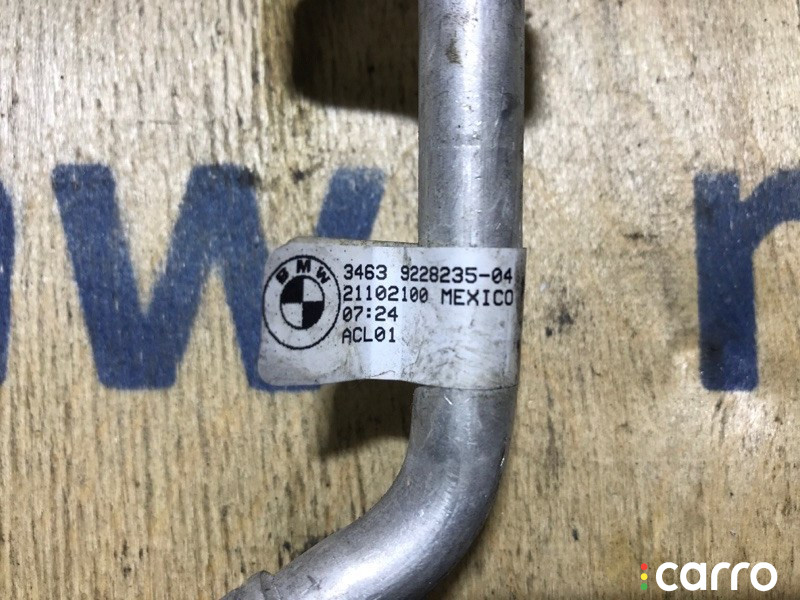 BMW
3463 9228235-04
21102100 MEXICO
07:24
ACL01
w
carro